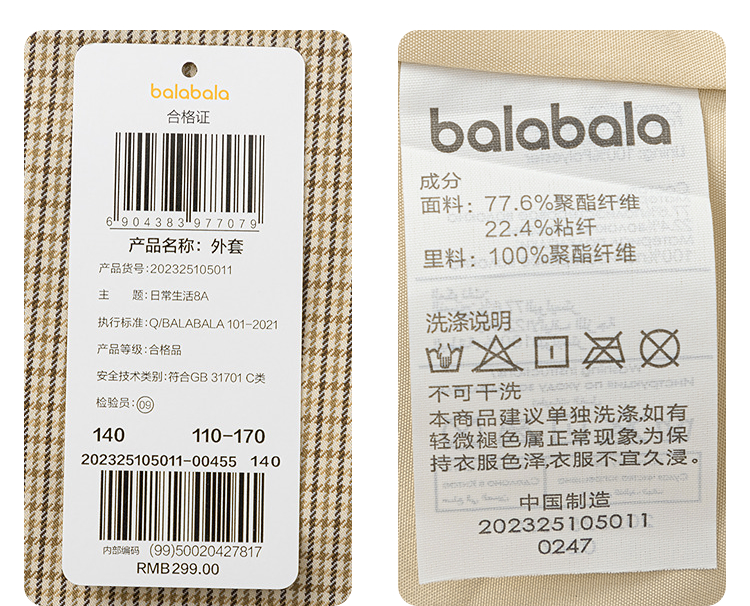 balabala
合格证
6 904383 977079
产品名称：外套
产品货号:202325105011
主　　题:日常生活8A
执行标准:Q/BALABALA 101-2021
产品等级:合格品
安全技术类别:符合GB 31701 C类
检验员:09
140 110-170
202325105011-00455 140
内部编码 (99)50020427817
RMB299.00
balabala
成分
面料：77.6%聚酯纤维
22.4%粘纤
里料：100%聚酯纤维
洗涤说明
不可干洗
本商品建议单独洗涤,如有
轻微褪色属正常现象,为保
持衣服色泽,衣服不宜久浸。
中国制造
202325105011
0247